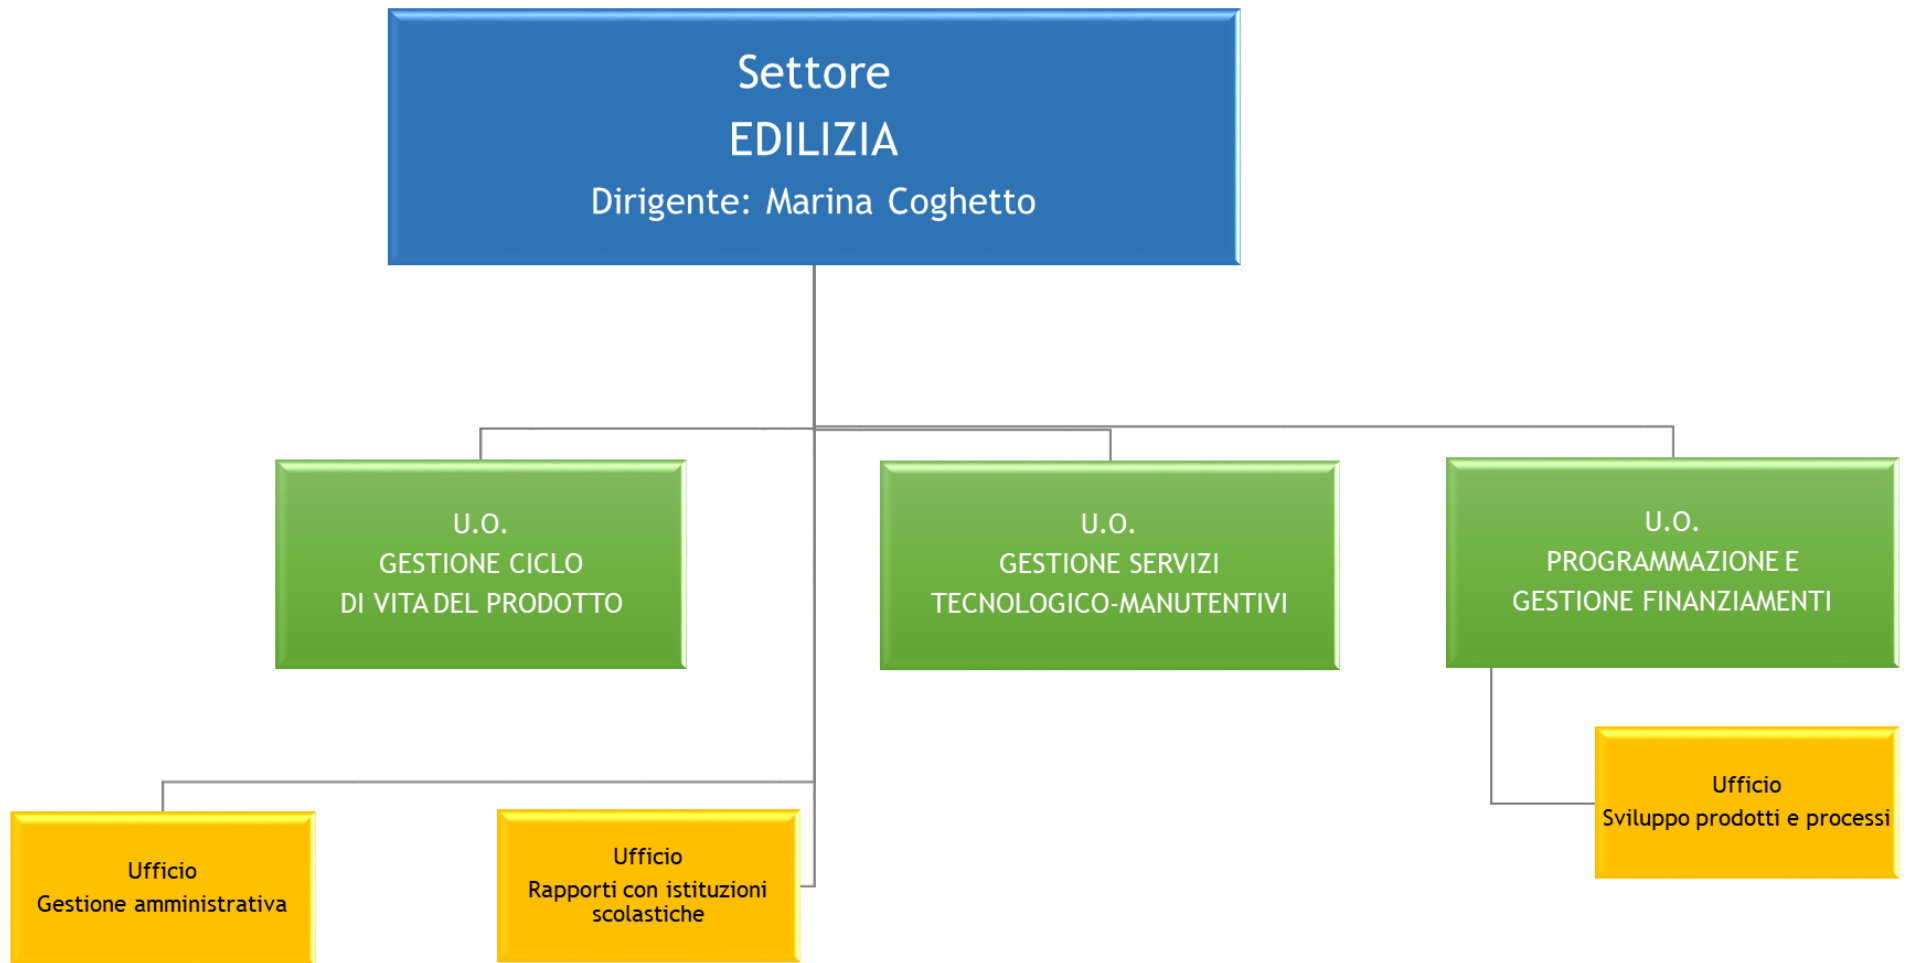 Settore
EDILIZIA
Dirigente: Marina Coghetto
U.O.
GESTIONE CICLO
DI VITA DEL PRODOTTO
U.O.
GESTIONE SERVIZI
TECNOLOGICO-MANUTENTIVI
U.O.
PROGRAMMAZIONE E
GESTIONE FINANZIAMENTI
Ufficio
Sviluppo prodotti e processi
Ufficio
Gestione amministrativa
Ufficio
Rapporti con istituzioni
scolastiche